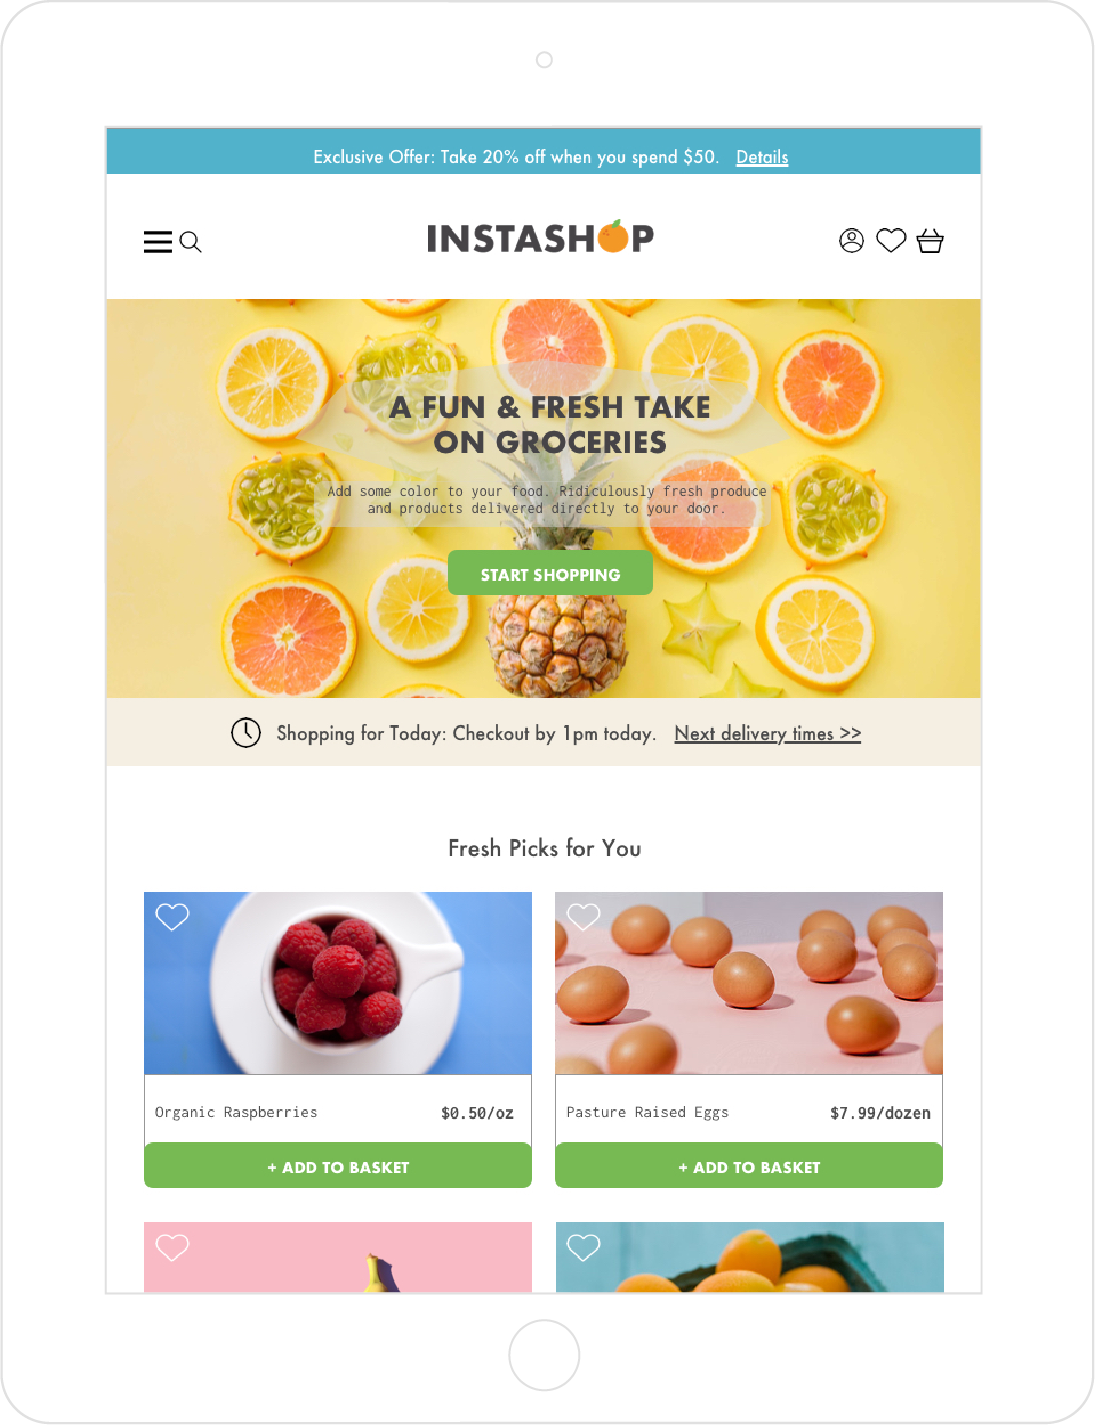 Exclusive Offer: Take 20% off when you spend $50. Details
INSTASHOP
A FUN & FRESH TAKE
ON GROCERIES
Add some color to your food. Ridiculously fresh produce
and products delivered directly to your door.
START SHOPPING
Shopping for Today: Checkout by 1pm today. Next delivery times >>
Fresh Picks for You
Organic Raspberries $0.50/oz
Pasture Raised Eggs $7.99/dozen
+ ADD TO BASKET
+ ADD TO BASKET